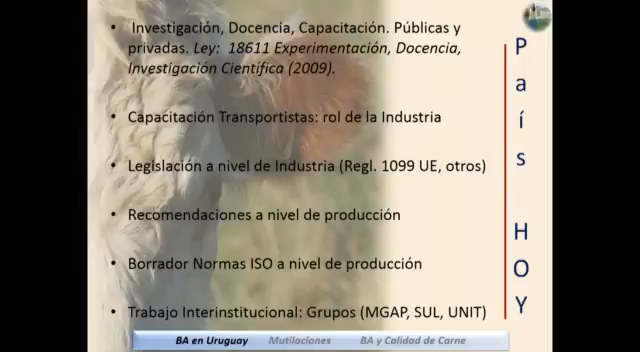 • Investigación, Docencia, Capacitación. Públicas y
privadas. Ley: 18611 Experimentación, Docencia,
Investigación Científica (2009).
• Capacitación Transportistas: rol de la Industria
• Legislación a nivel de Industria (Regl. 1099 UE, otros)
• Recomendaciones a nivel de producción
• Borrador Normas ISO a nivel de producción
• Trabajo Interinstitucional: Grupos (MGAP, SUL, UNIT)
País HOY
BA en Uruguay Mutilaciones BA y Calidad de Carne